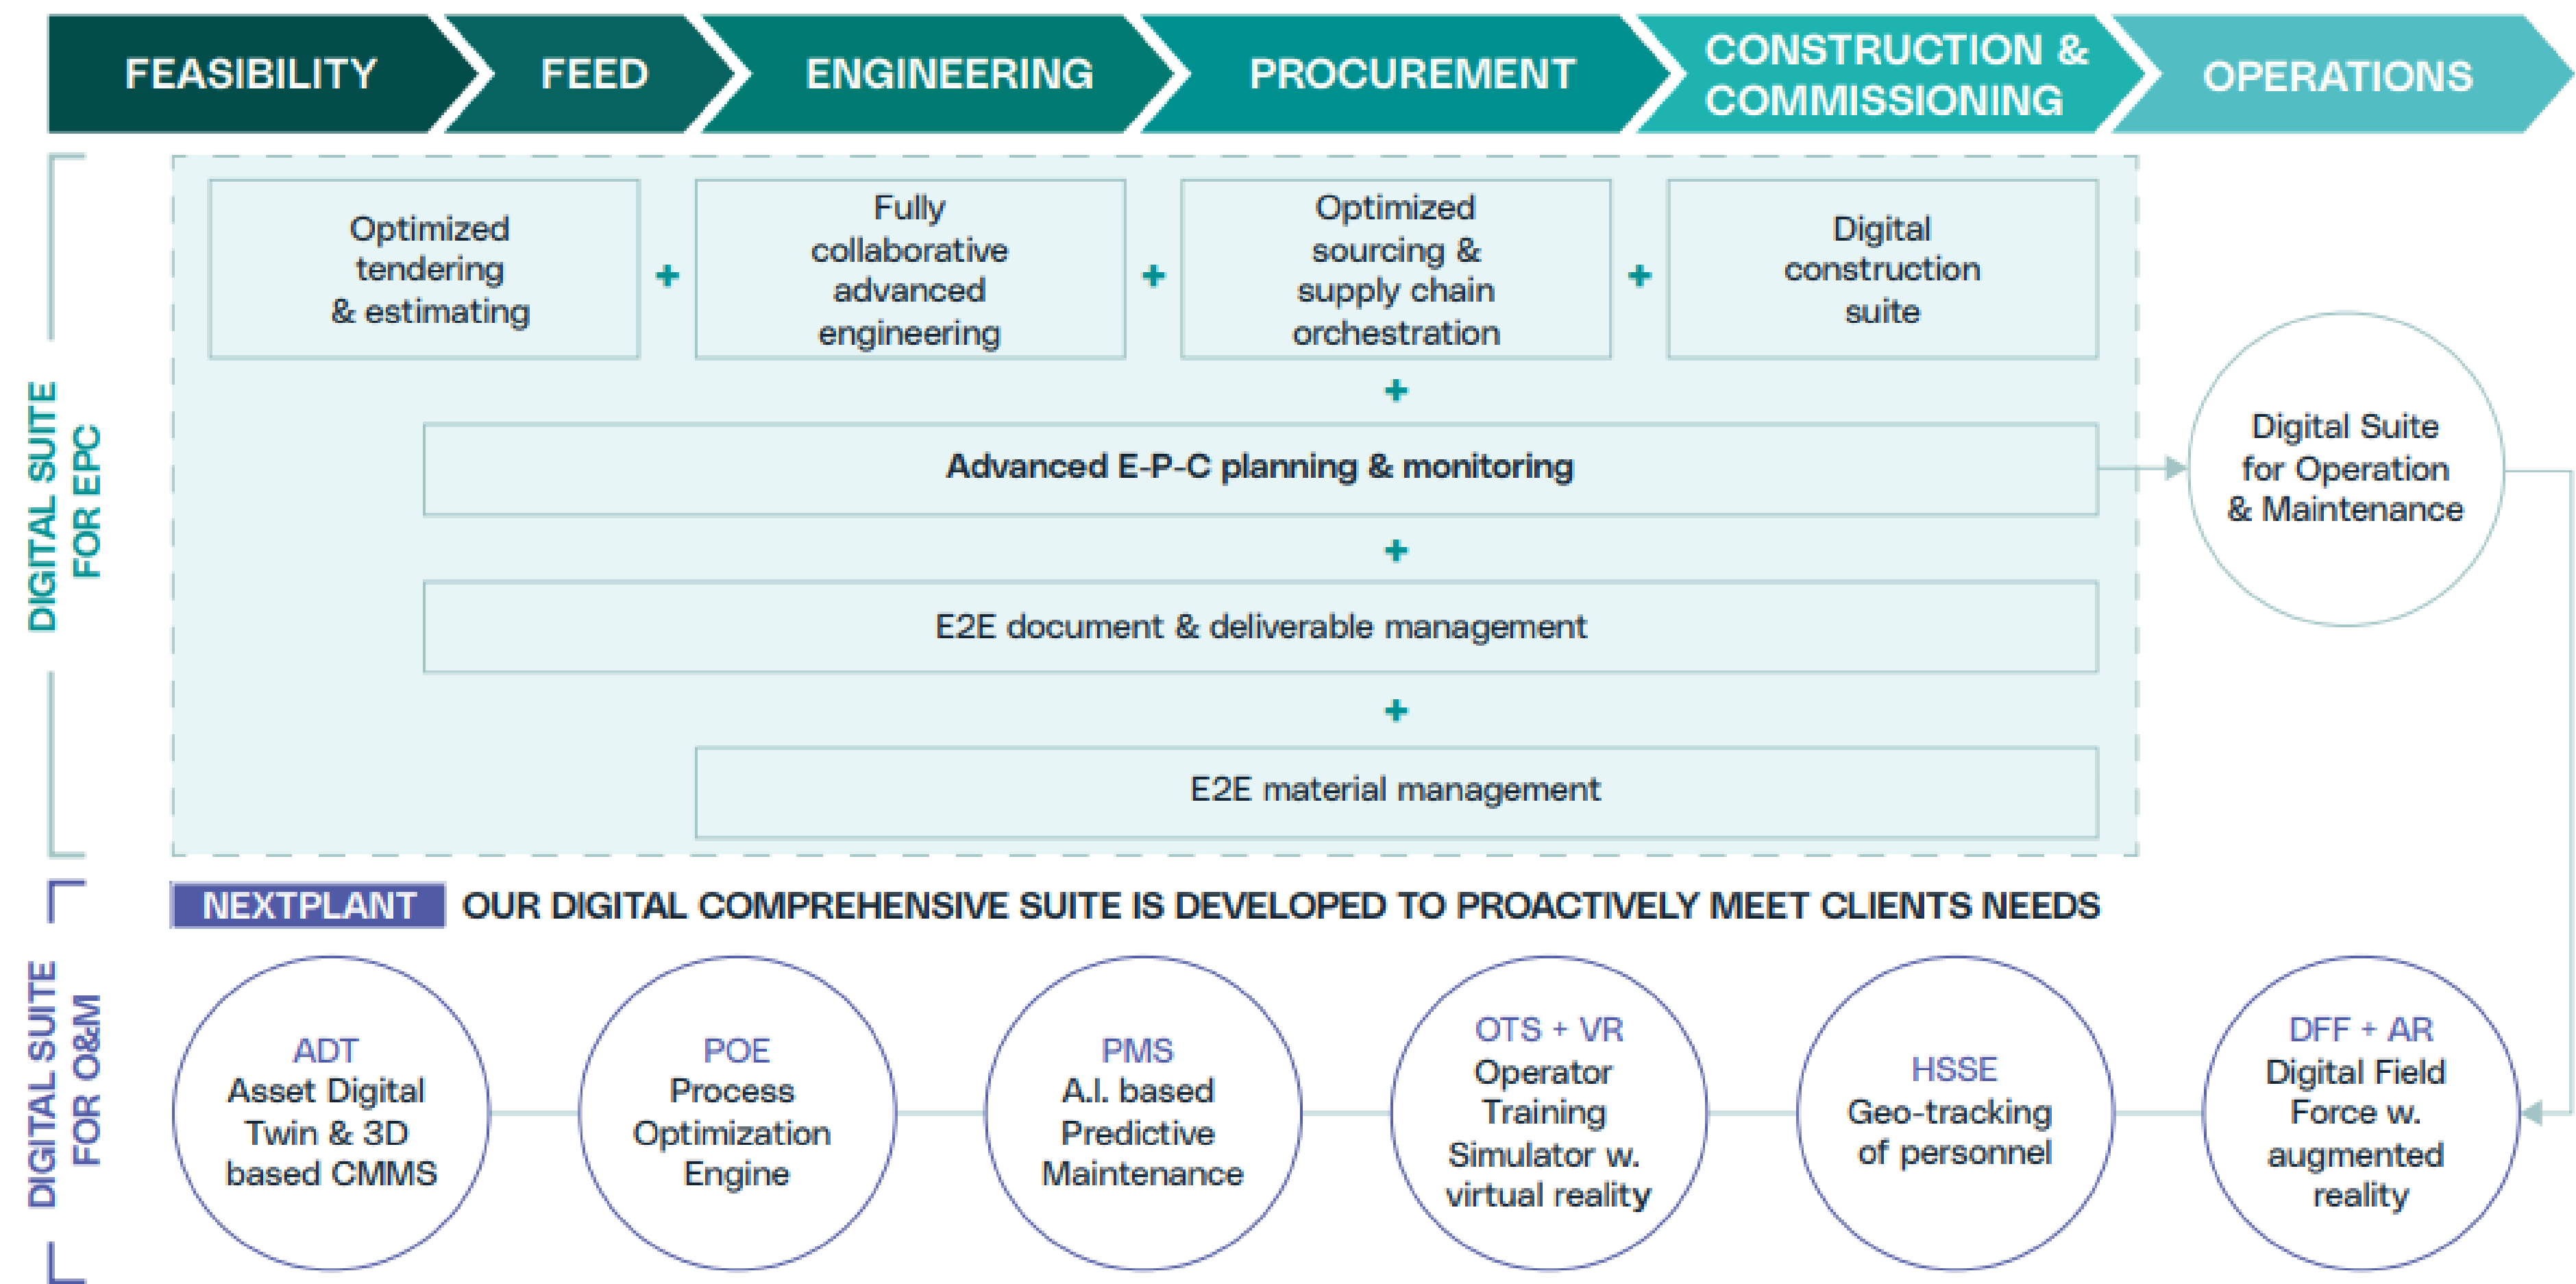 FEASIBILITY
FEED
ENGINEERING
PROCUREMENT
CONSTRUCTION &
COMMISSIONING
OPERATIONS
DIGITAL SUITE
FOR EPC
Optimized
tendering
& estimating
+
Fully
collaborative
advanced
engineering
+
Optimized
sourcing &
supply chain
orchestration
+
Digital
construction
suite
+
Advanced E-P-C planning & monitoring
+
E2E document & deliverable management
+
E2E material management
Digital Suite
for Operation
& Maintenance
DIGITAL SUITE
FOR O&M
NEXTPLANT OUR DIGITAL COMPREHENSIVE SUITE IS DEVELOPED TO PROACTIVELY MEET CLIENTS NEEDS
ADT
Asset Digital
Twin & 3D
based CMMS
POE
Process
Optimization
Engine
PMS
A.I. based
Predictive
Maintenance
OTS + VR
Operator
Training
Simulator w.
virtual reality
HSSE
Geo-tracking
of personnel
DFF + AR
Digital Field
Force w.
augmented
reality